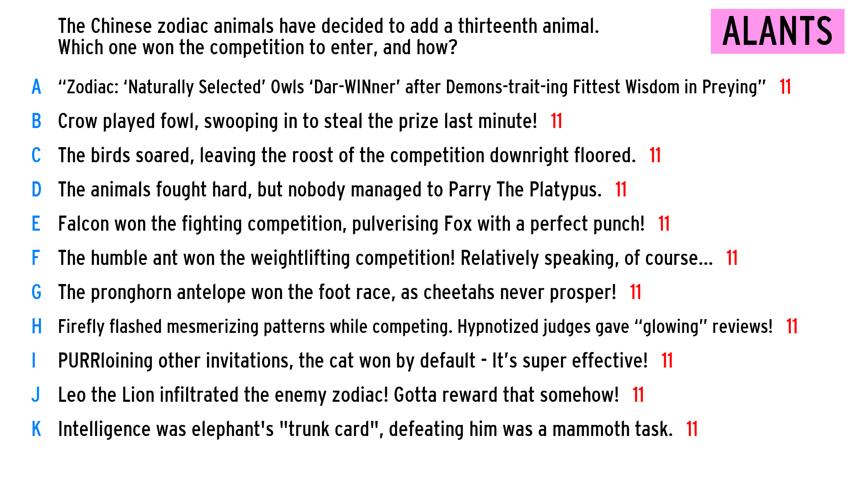 The Chinese zodiac animals have decided to add a thirteenth animal.
Which one won the competition to enter, and how?
ALANTS
A “Zodiac: ‘Naturally Selected’ Owls ‘Dar-WINner’ after Demons-trait-ing Fittest Wisdom in Preying” 11
B Crow played fowl, swooping in to steal the prize last minute! 11
C The birds soared, leaving the roost of the competition downright floored. 11
D The animals fought hard, but nobody managed to Parry The Platypus. 11
E Falcon won the fighting competition, pulverising Fox with a perfect punch! 11
F The humble ant won the weightlifting competition! Relatively speaking, of course... 11
G The pronghorn antelope won the foot race, as cheetahs never prosper! 11
H Firefly flashed mesmerizing patterns while competing. Hypnotized judges gave “glowing” reviews! 11
I PURRloining other invitations, the cat won by default - It’s super effective! 11
J Leo the Lion infiltrated the enemy zodiac! Gotta reward that somehow! 11
K Intelligence was elephant's "trunk card", defeating him was a mammoth task. 11